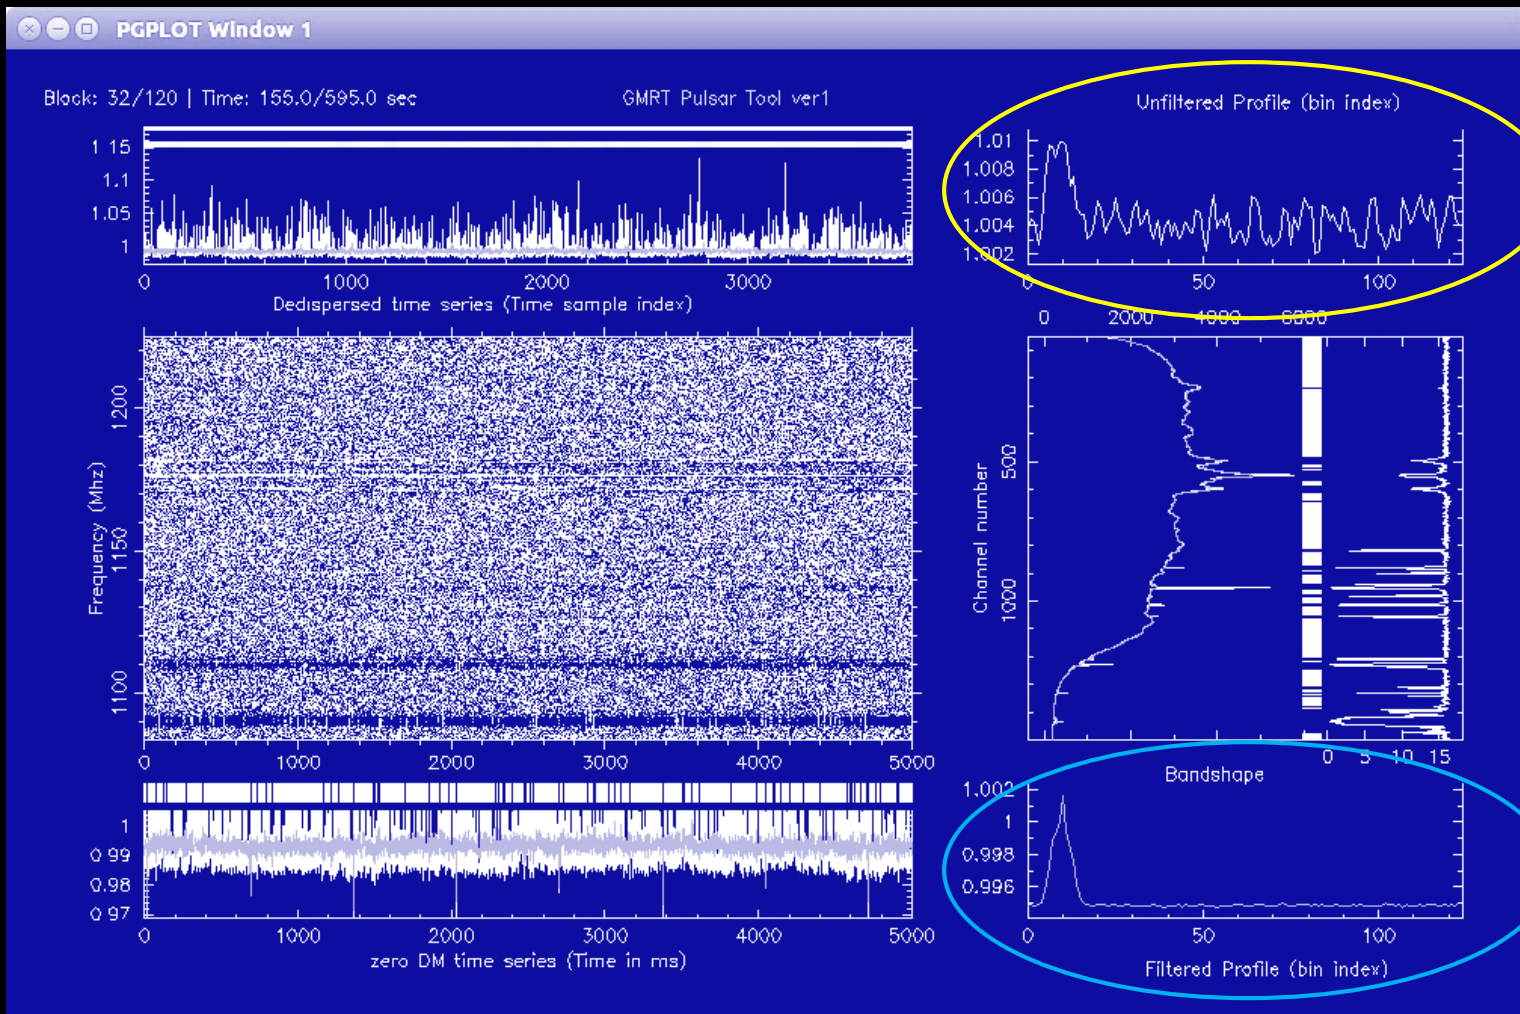 PGPLOT Window 1
Block: 32/120 | Time: 155.0/595.0 sec
GMRT Pulsar Tool ver1
Unfiltered Profile (bin index)
1 15
1.1
1.05
1
0 1000 2000 3000
Dedispersed time series (Time sample index)
1.01
1.008
1.006
1.004
1.002
0 50 100
0 2000 4000 6000
Frequency (Mhz)
1200
1150
1100
0 1000 2000 3000 4000 5000
Channel number
500
1000
0 5 10 15
Bandshape
1
0 99
0.98
0 97
0 1000 2000 3000 4000 5000
zero DM time series (Time in ms)
1.002
1
0.998
0.996
0 50 100
Filtered Profile (bin index)